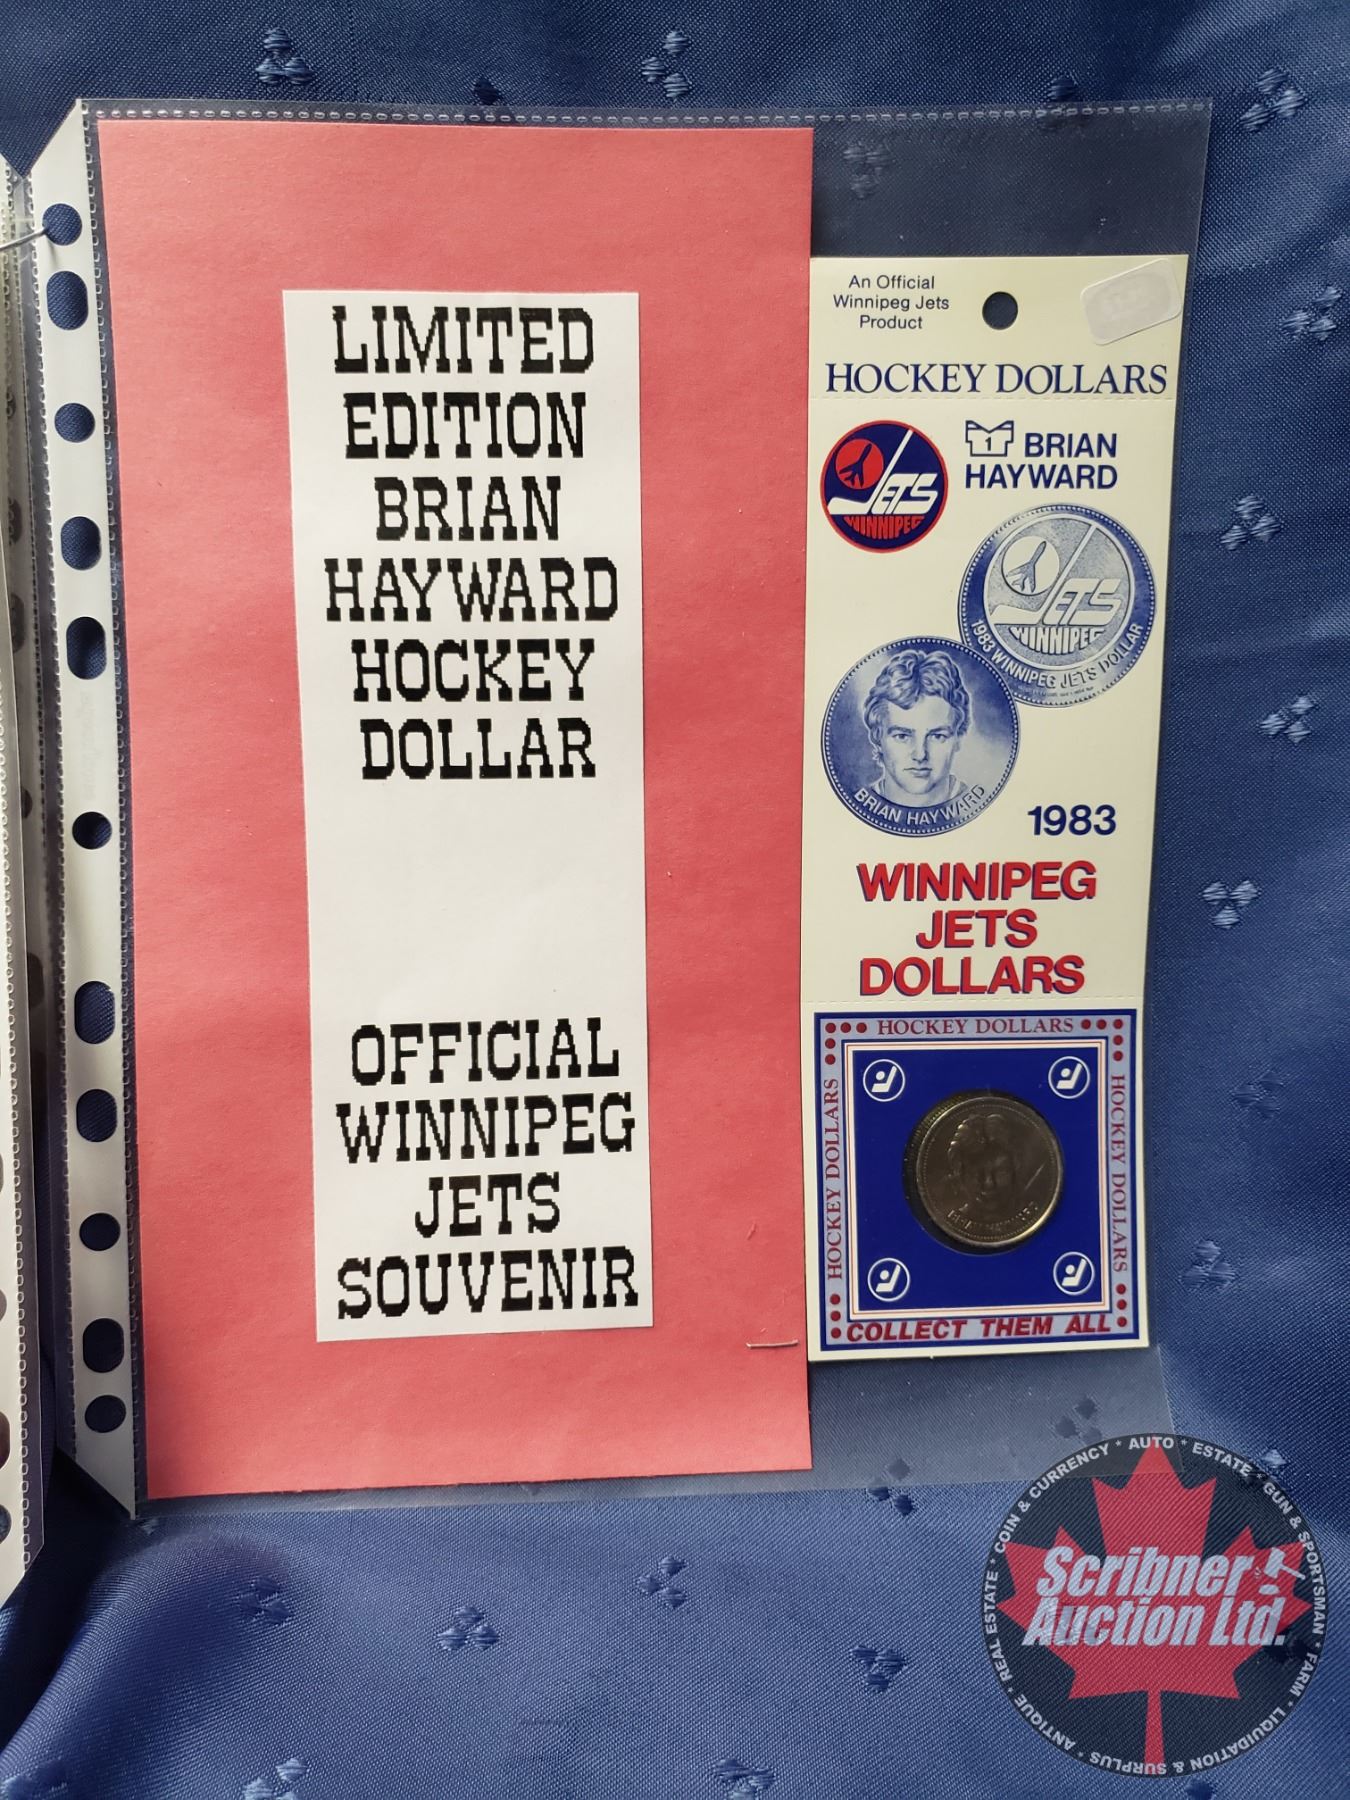 LIMITED
EDITION
BRIAN
HAYWARD
HOCKEY
DOLLAR
OFFICIAL
WINNIPEG
JETS
SOUVENIR
An Official
Winnipeg Jets
Product
HOCKEY DOLLARS
JETS
WINNIPEG
1
BRIAN
HAYWARD
JETS
WINNIPEG
1983 WINNIPEG JETS DOLLAR
BRIAN HAYWARD
1983
WINNIPEG
JETS
DOLLARS
HOCKEY DOLLARS
HOCKEY DOLLARS
HOCKEY DOLLARS
BRIAN HAYWARD
COLLECT THEM ALL
REAL ESTATE * COIN & CURRENCY * AUTO * ESTATE * GUN & SPORTSMAN * FARM * LIQUIDATION & SURPLUS * ANTIQUE *
Scribner
Auction Ltd.